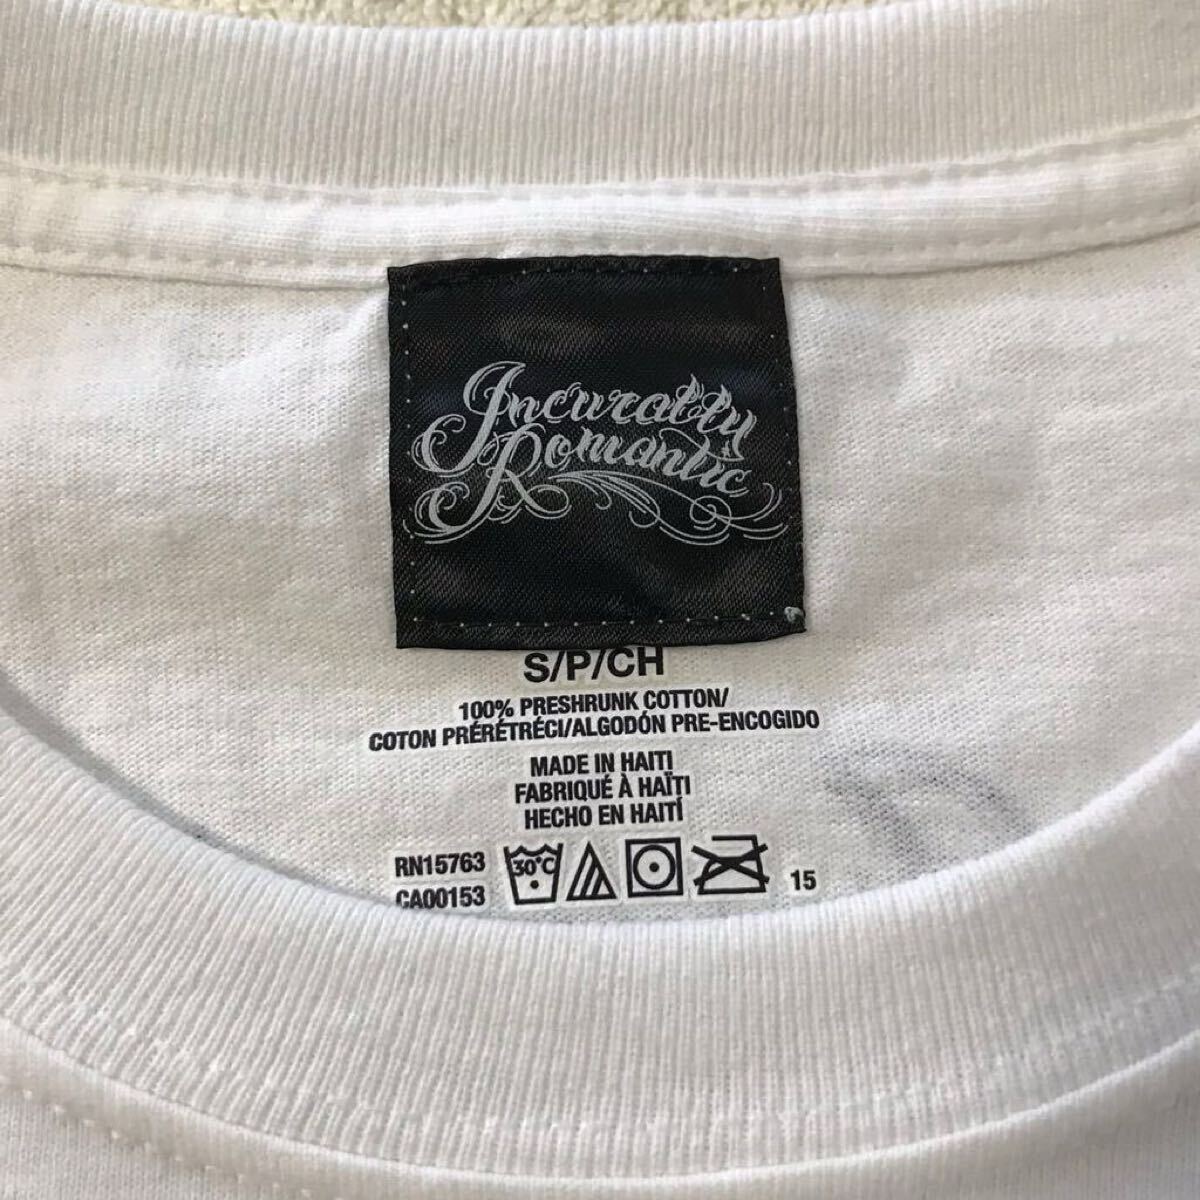 Incurably
Romantic
S/P/CH
100% PRESHRUNK COTTON/
COTON PRÉRÉTRÉCI/ALGODÓN PRE-ENCOGIDO
MADE IN HAITI
FABRIQUÉ À HAÏTI
HECHO EN HAITÍ
RN15763 30°C 15
CA00153